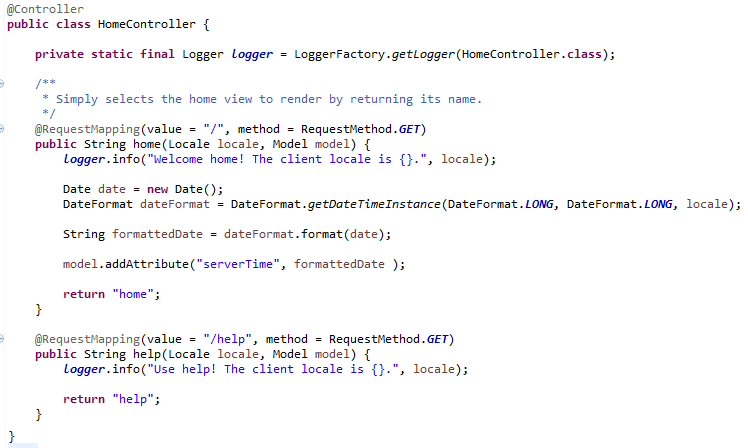 @Controller
public class HomeController {
private static final Logger logger = LoggerFactory.getLogger(HomeController.class);
/**
* Simply selects the home view to render by returning its name.
*/
@RequestMapping(value = "/", method = RequestMethod.GET)
public String home(Locale locale, Model model) {
logger.info("Welcome home! The client locale is {}.", locale);
Date date = new Date();
DateFormat dateFormat = DateFormat.getDateTimeInstance(DateFormat.LONG, DateFormat.LONG, locale);
String formattedDate = dateFormat.format(date);
model.addAttribute("serverTime", formattedDate );
return "home";
}
@RequestMapping(value = "/help", method = RequestMethod.GET)
public String help(Locale locale, Model model) {
logger.info("Use help! The client locale is {}.", locale);
return "help";
}
}